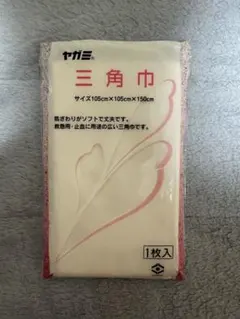 ヤガミ
三角巾
サイズ105cm×105cm×150cm
肌ざわりがソフトで丈夫です。
救急用・止血に用途の広い三角巾です。
1枚入